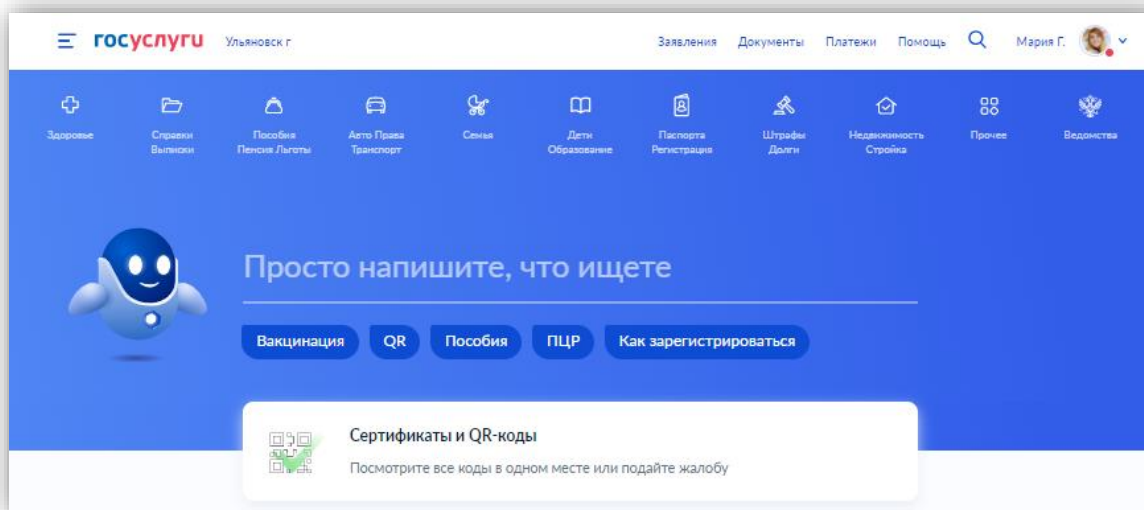 госуслуги Ульяновск г Заявления Документы Платежи Помощь Мария Г.
Здоровье Справки Пособия Авто Права Семья Дети Паспорта Штрафы Недвижимость Прочее Ведомства
Выписки Пенсия Льготы Транспорт Образование Регистрация Долги Стройка
Просто напишите, что ищете
Вакцинация QR Пособия ПЦР Как зарегистрироваться
Сертификаты и QR-коды
Посмотрите все коды в одном месте или подайте жалобу